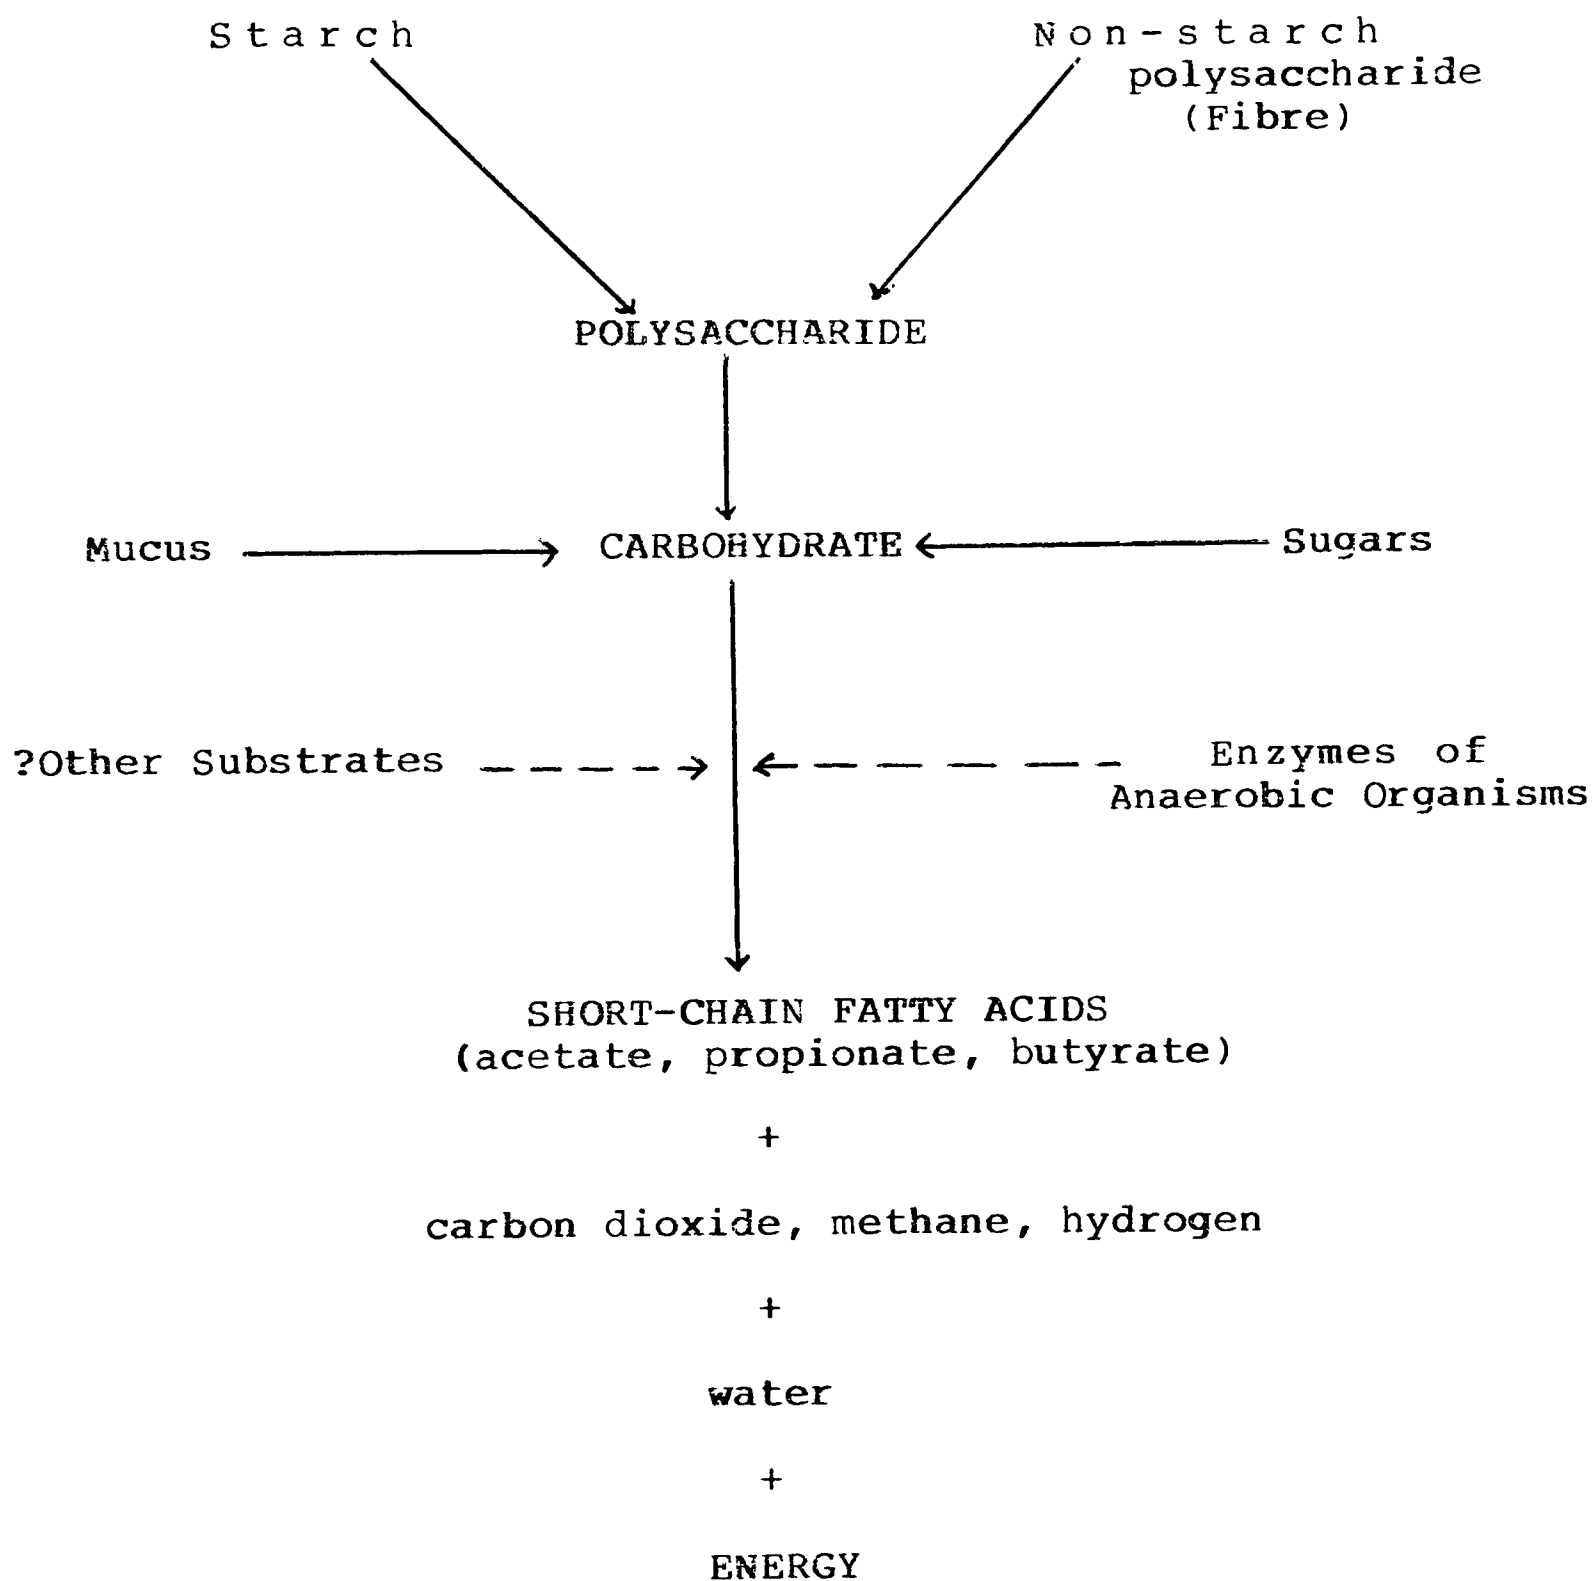 Starch
Non-starch
polysaccharide
(Fibre)
POLYSACCHARIDE
Mucus
CARBOHYDRATE
Sugars
?Other Substrates
Enzymes of
Anaerobic Organisms
SHORT-CHAIN FATTY ACIDS
(acetate, propionate, butyrate)
+
carbon dioxide, methane, hydrogen
+
water
+
ENERGY